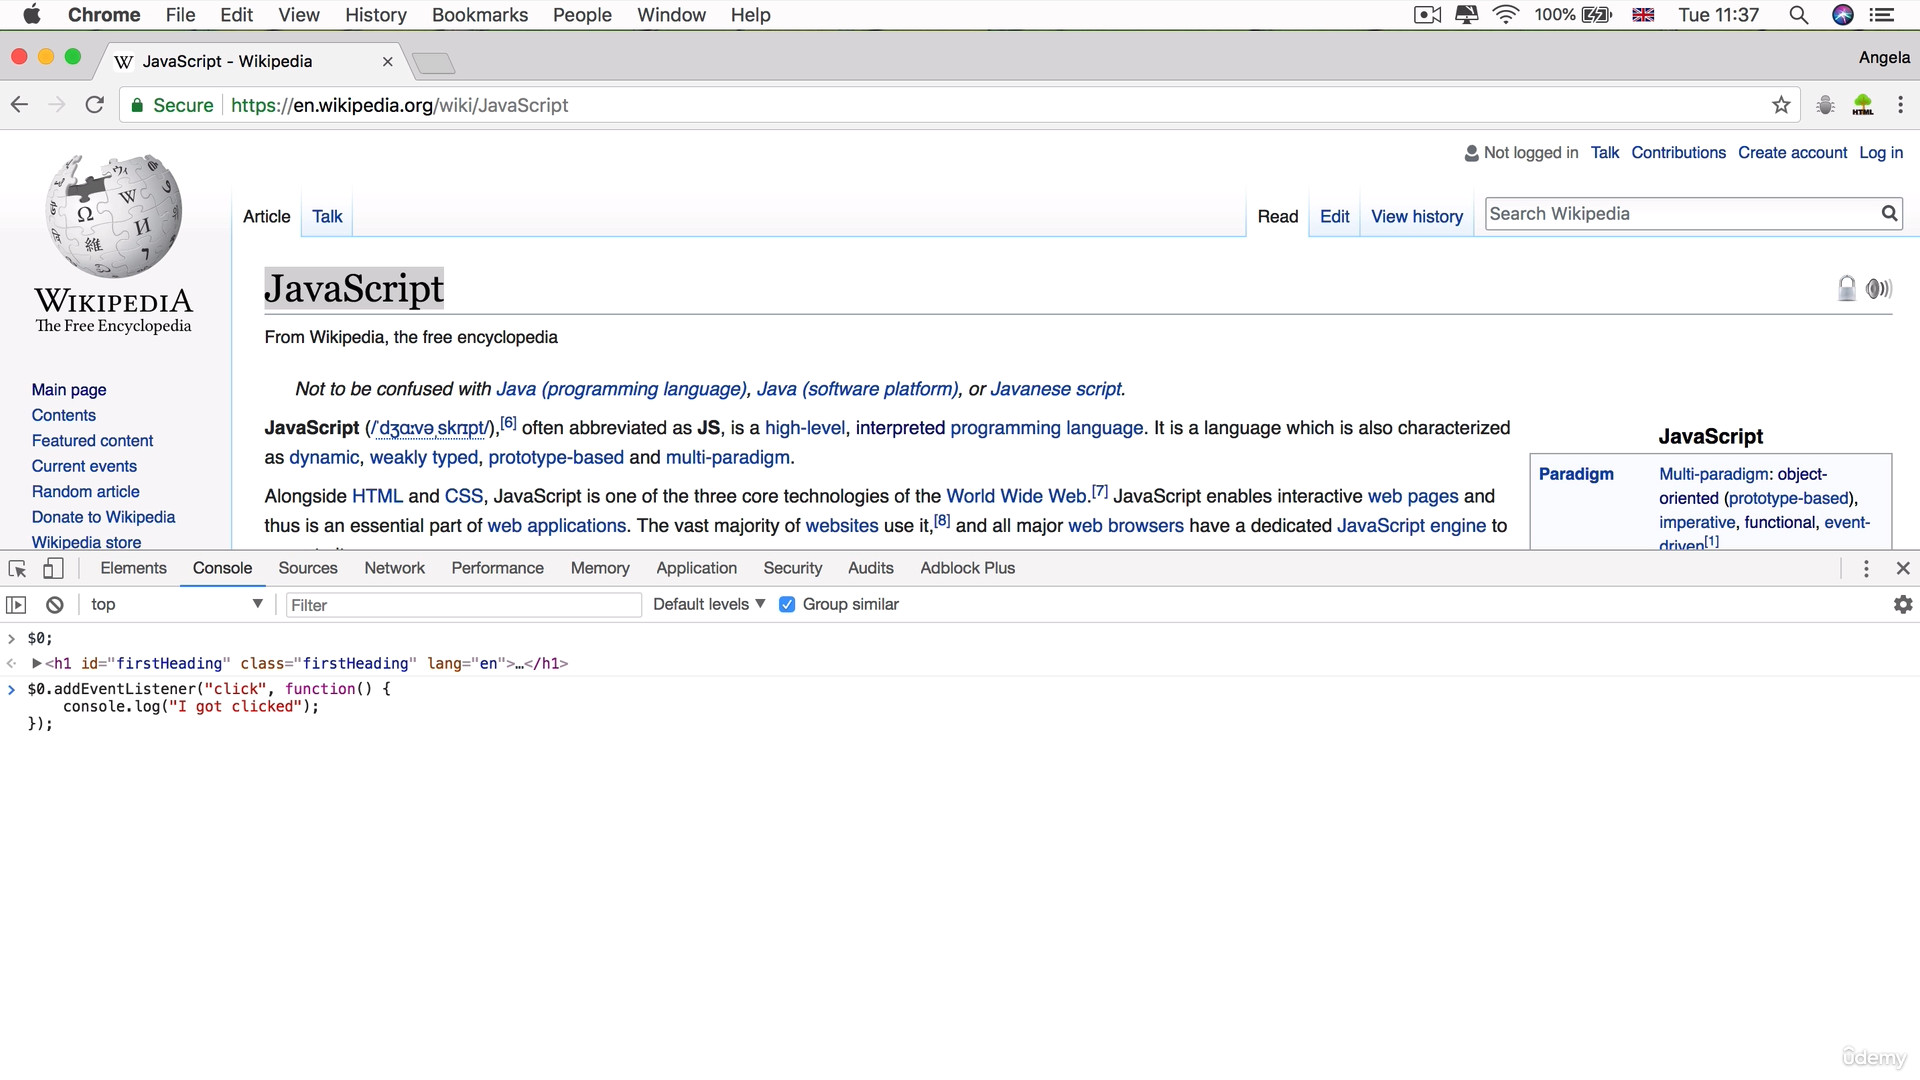 Chrome File Edit View History Bookmarks People Window Help 100% Tue 11:37
JavaScript - Wikipedia Angela
Secure https://en.wikipedia.org/wiki/JavaScript HTML
Not logged in Talk Contributions Create account Log in
Article Talk Read Edit View history Search Wikipedia
WIKIPEDIA
The Free Encyclopedia
Main page
Contents
Featured content
Current events
Random article
Donate to Wikipedia
Wikipedia store
JavaScript
From Wikipedia, the free encyclopedia
Not to be confused with Java (programming language), Java (software platform), or Javanese script.
JavaScript (/ˈdʒɑːvəˌskrɪpt/),[6] often abbreviated as JS, is a high-level, interpreted programming language. It is a language which is also characterized
as dynamic, weakly typed, prototype-based and multi-paradigm.
Alongside HTML and CSS, JavaScript is one of the three core technologies of the World Wide Web.[7] JavaScript enables interactive web pages and
thus is an essential part of web applications. The vast majority of websites use it,[8] and all major web browsers have a dedicated JavaScript engine to
JavaScript
Paradigm Multi-paradigm: object-
oriented (prototype-based),
imperative, functional, event-
driven[1]
Elements Console Sources Network Performance Memory Application Security Audits Adblock Plus
top Filter Default levels Group similar
$0;
<h1 id="firstHeading" class="firstHeading" lang="en">…</h1>
$0.addEventListener("click", function() {
console.log("I got clicked");
});
ûdemy